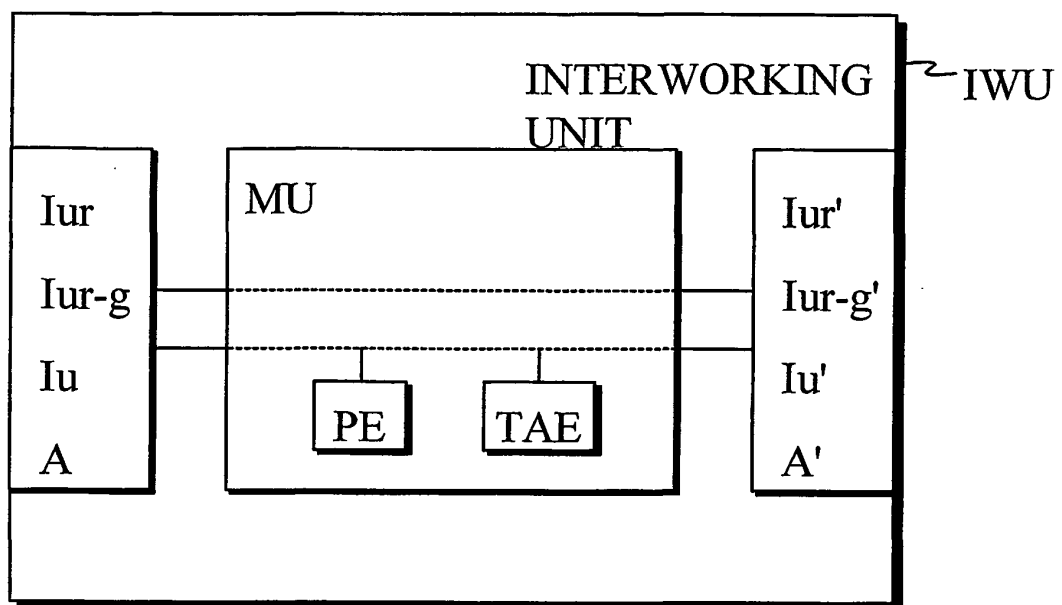 INTERWORKING
UNIT
IWU
Iur
Iur-g
Iu
A
MU
PE
TAE
Iur'
Iur-g'
Iu'
A'